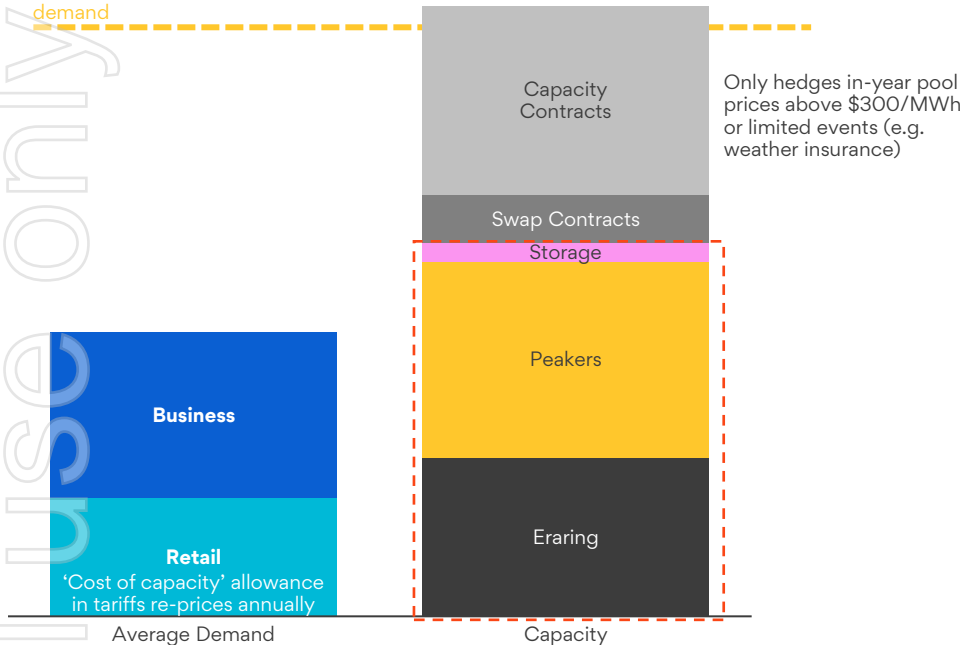 demand
Capacity
Contracts
Only hedges in-year pool
prices above $300/MWh
or limited events (e.g.
weather insurance)
Swap Contracts
Storage
Peakers
Business
Eraring
Retail
‘Cost of capacity’ allowance
in tariffs re-prices annually
Average Demand
Capacity
use only